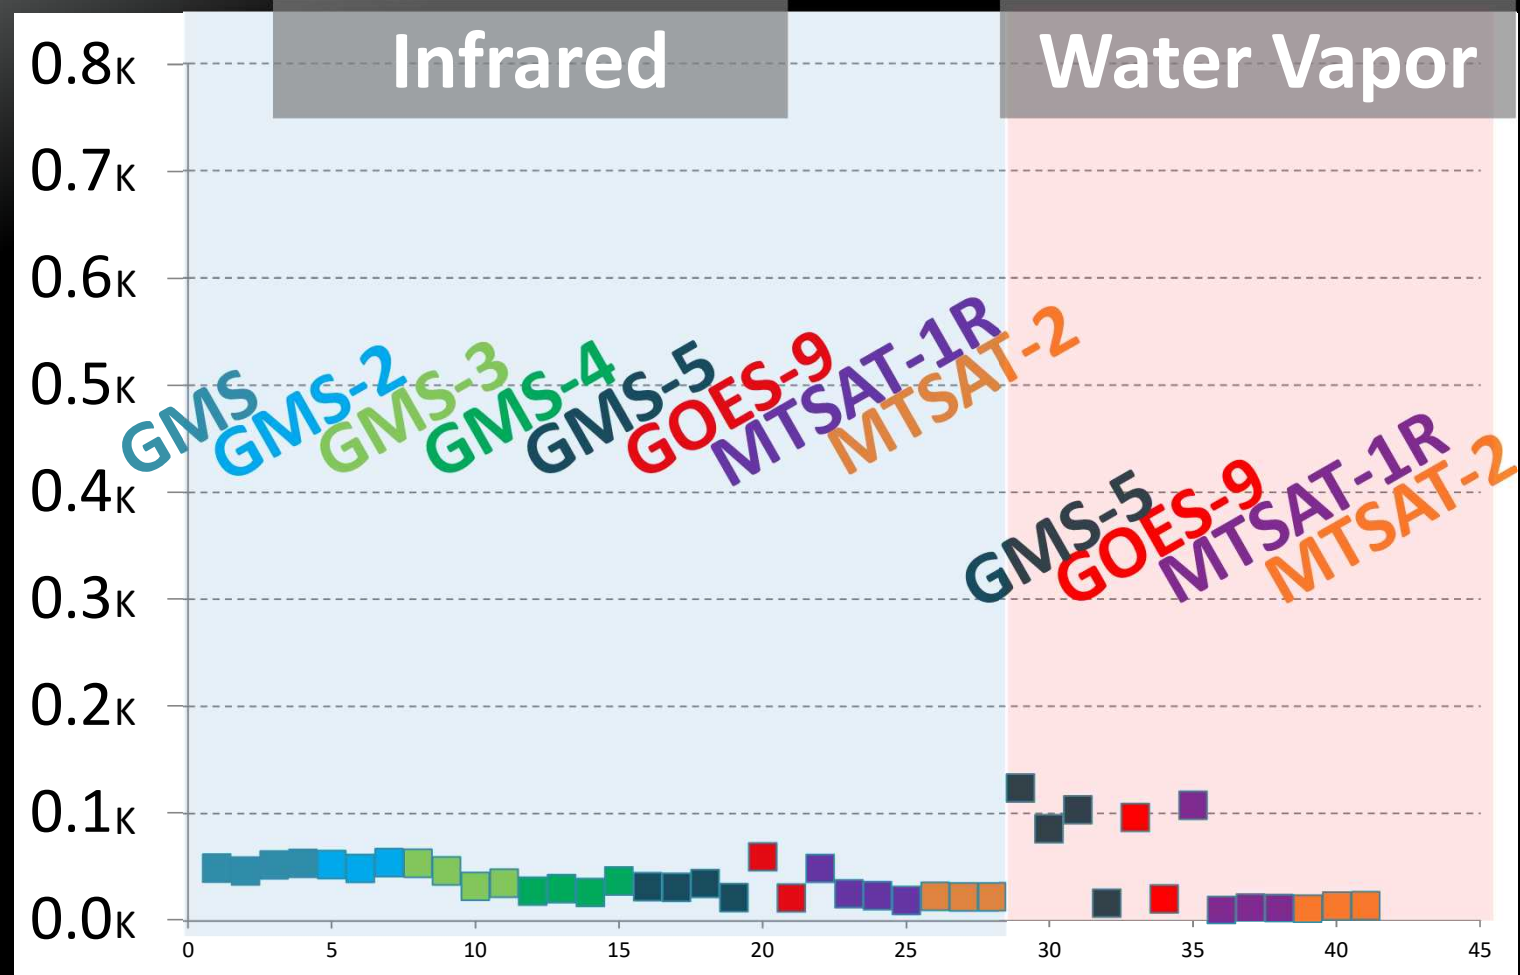 Infrared
Water Vapor
0.8K
0.7K
0.6K
0.5K
0.4K
0.3K
0.2K
0.1K
0.0K
GMS
GMS-2
GMS-3
GMS-4
GMS-5
GOES-9
MTSAT-1R
MTSAT-2
GMS-5
GOES-9
MTSAT-1R
MTSAT-2
0 5 10 15 20 25 30 35 40 45